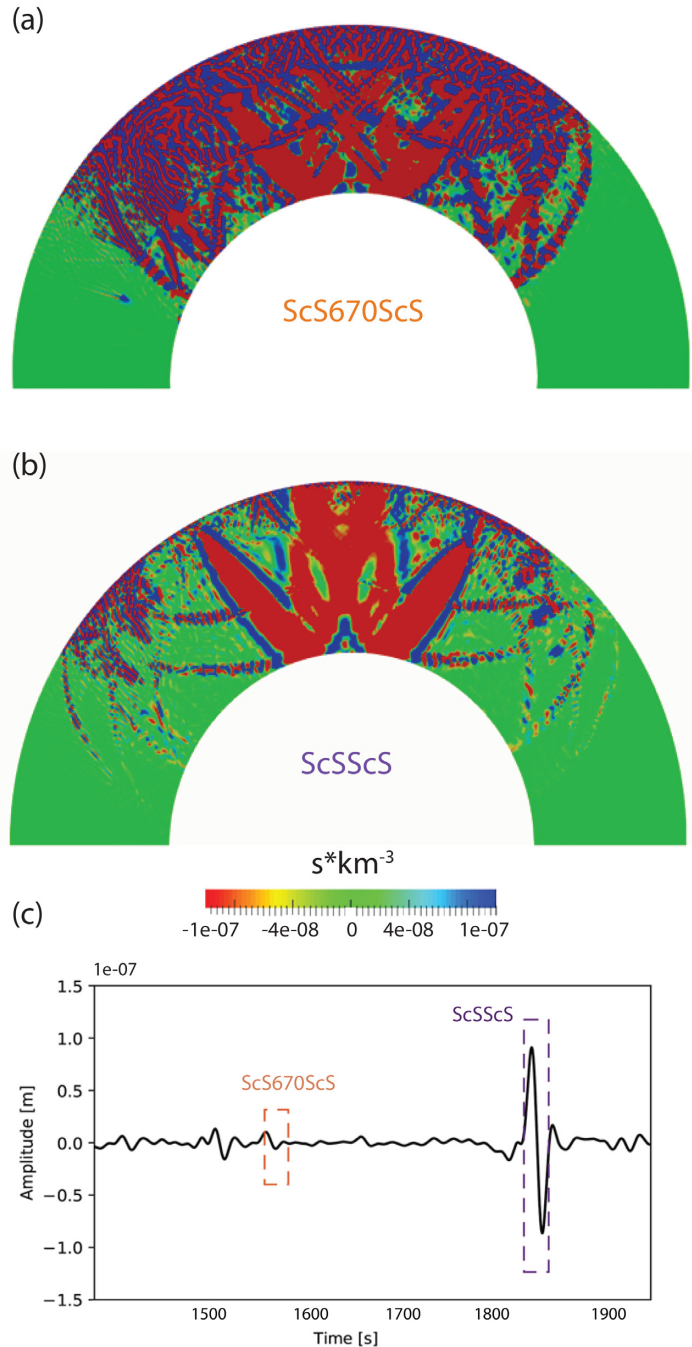 (a)
ScS670ScS
(b)
ScSScS
s*km-3
-1e-07 -4e-08 0 4e-08 1e-07
(c)
1e-07
1.5
1.0
0.5
0.0
−0.5
−1.0
−1.5
Amplitude [m]
ScSScS
ScS670ScS
1500 1600 1700 1800 1900
Time [s]